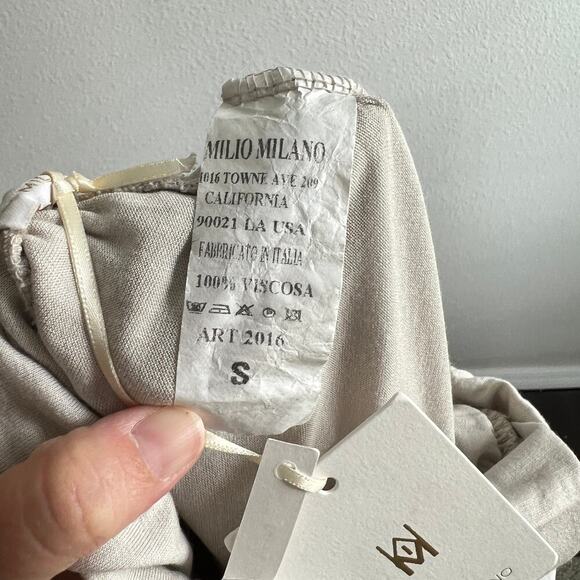 MILIO MILANO
1016 TOWNE AVE 209
CALIFORNIA
90021 LA USA
FABBRICATO IN ITALIA
100% VISCOSA
ART 2016
S